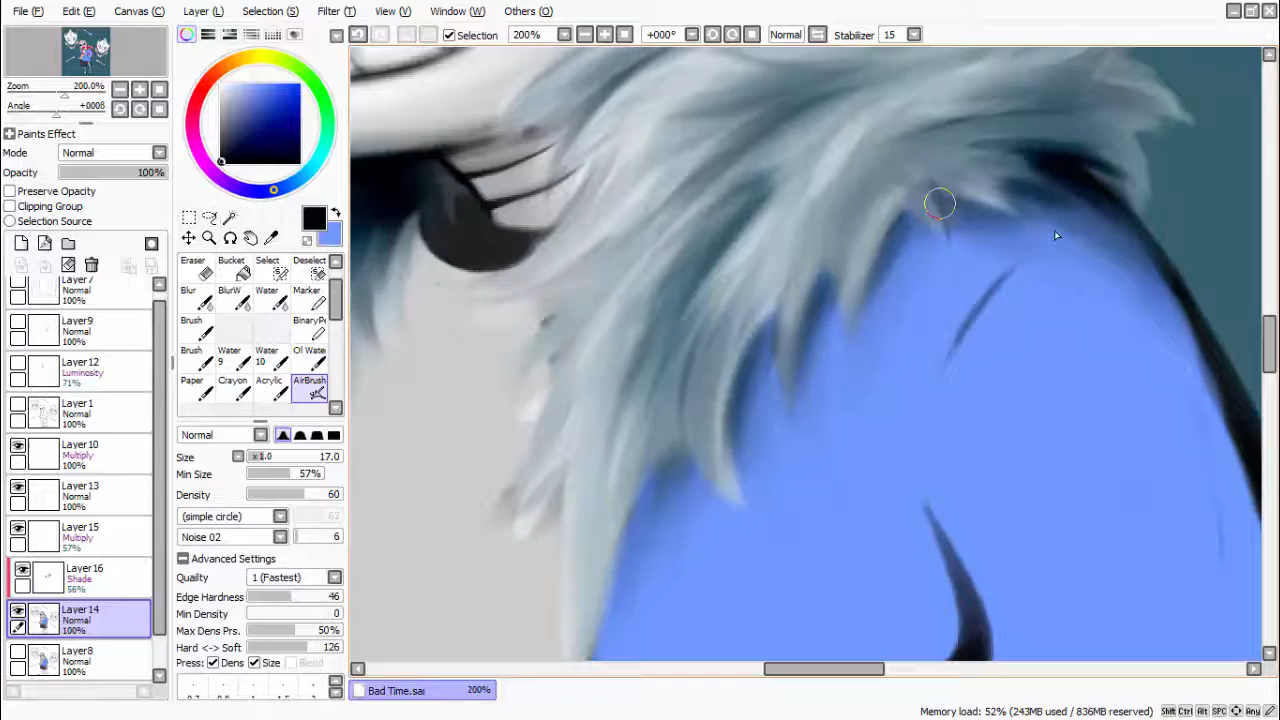 File (F) Edit (E) Canvas (C) Layer (L) Selection (S) Filter (T) View (V) Window (W) Others (O)
Selection 200% +000° Normal Stabilizer 15
Zoom 200.0%
Angle +000ß
Paints Effect
Mode Normal
Opacity 100%
Preserve Opacity
Clipping Group
Selection Source
Layer 7
Normal
100%
Layer9
Normal
100%
Layer 12
Luminosity
71%
Layer 1
Normal
100%
Layer 10
Multiply
100%
Layer 13
Normal
100%
Layer 15
Multiply
57%
Layer 16
Shade
56%
Layer 14
Normal
100%
Layer8
Normal
100%
Eraser Bucket Select Deselect
Blur BlurW Water Marker
Brush BinaryPe
Brush Water 9 Water 10 Oil Water
Paper Crayon Acrylic AirBrush
Normal
Size x1.0 17.0
Min Size 57%
Density 60
(simple circle)
Noise 02 6
Advanced Settings
Quality 1 (Fastest)
Edge Hardness 46
Min Density 0
Max Dens Prs. 50%
Hard <-> Soft 126
Press: Dens Size Blend
Bad Time.sai 200%
Memory load: 52% (243MB used / 836MB reserved) Shift Ctrl Alt SPC Any